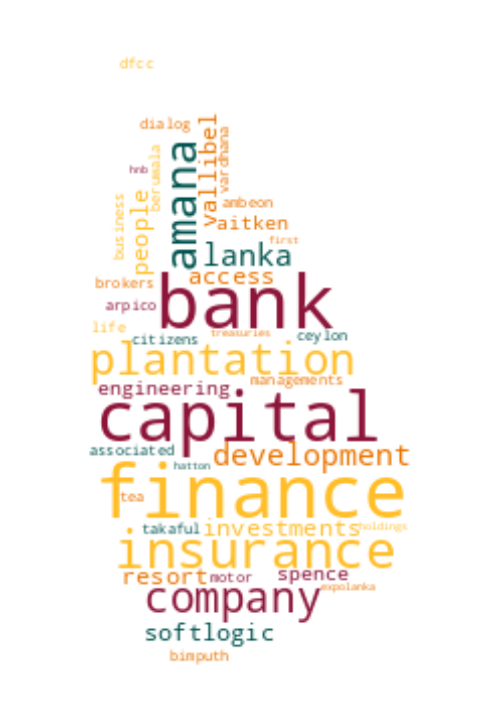 dfcc
dialog
vallibel
vardhana
amana
berumala
hnb
people
business
ambeon
aitken
first
lanka
access
brokers
bank
arpico
life
treasuries
citizens
ceylon
plantation
managements
engineering
capital
associated
development
hatton
finance
tea
takaful
investments
holdings
insurance
resort
motor
spence
expolanka
company
softlogic
bimputh